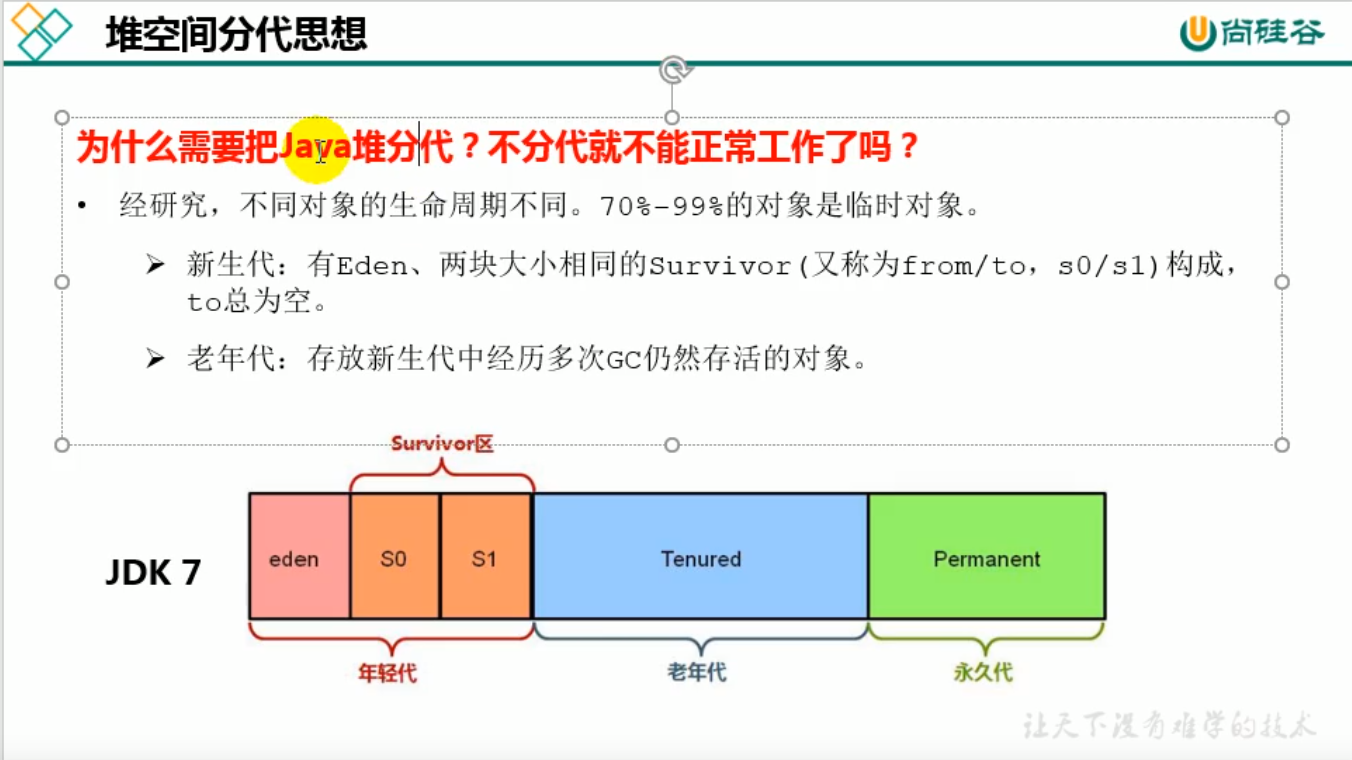 堆空间分代思想
尚硅谷
为什么需要把Java堆分代？不分代就不能正常工作了吗？
• 经研究，不同对象的生命周期不同。70%-99%的对象是临时对象。
➢ 新生代：有Eden、两块大小相同的Survivor(又称为from/to，s0/s1)构成，
to总为空。
➢ 老年代：存放新生代中经历多次GC仍然存活的对象。
Survivor区
JDK 7
eden
S0
S1
Tenured
Permanent
年轻代
老年代
永久代
让天下没有难学的技术